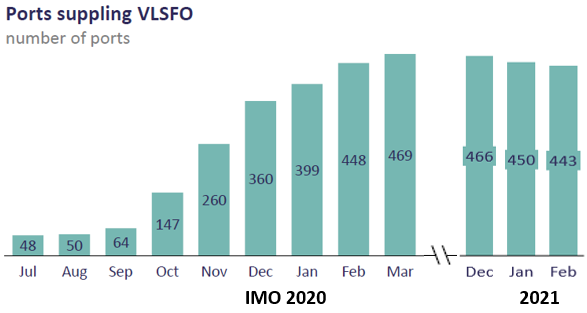 Ports suppling VLSFO
number of ports
48 50 64 147 260 360 399 448 469 466 450 443
Jul Aug Sep Oct Nov Dec Jan Feb Mar Dec Jan Feb
IMO 2020 2021